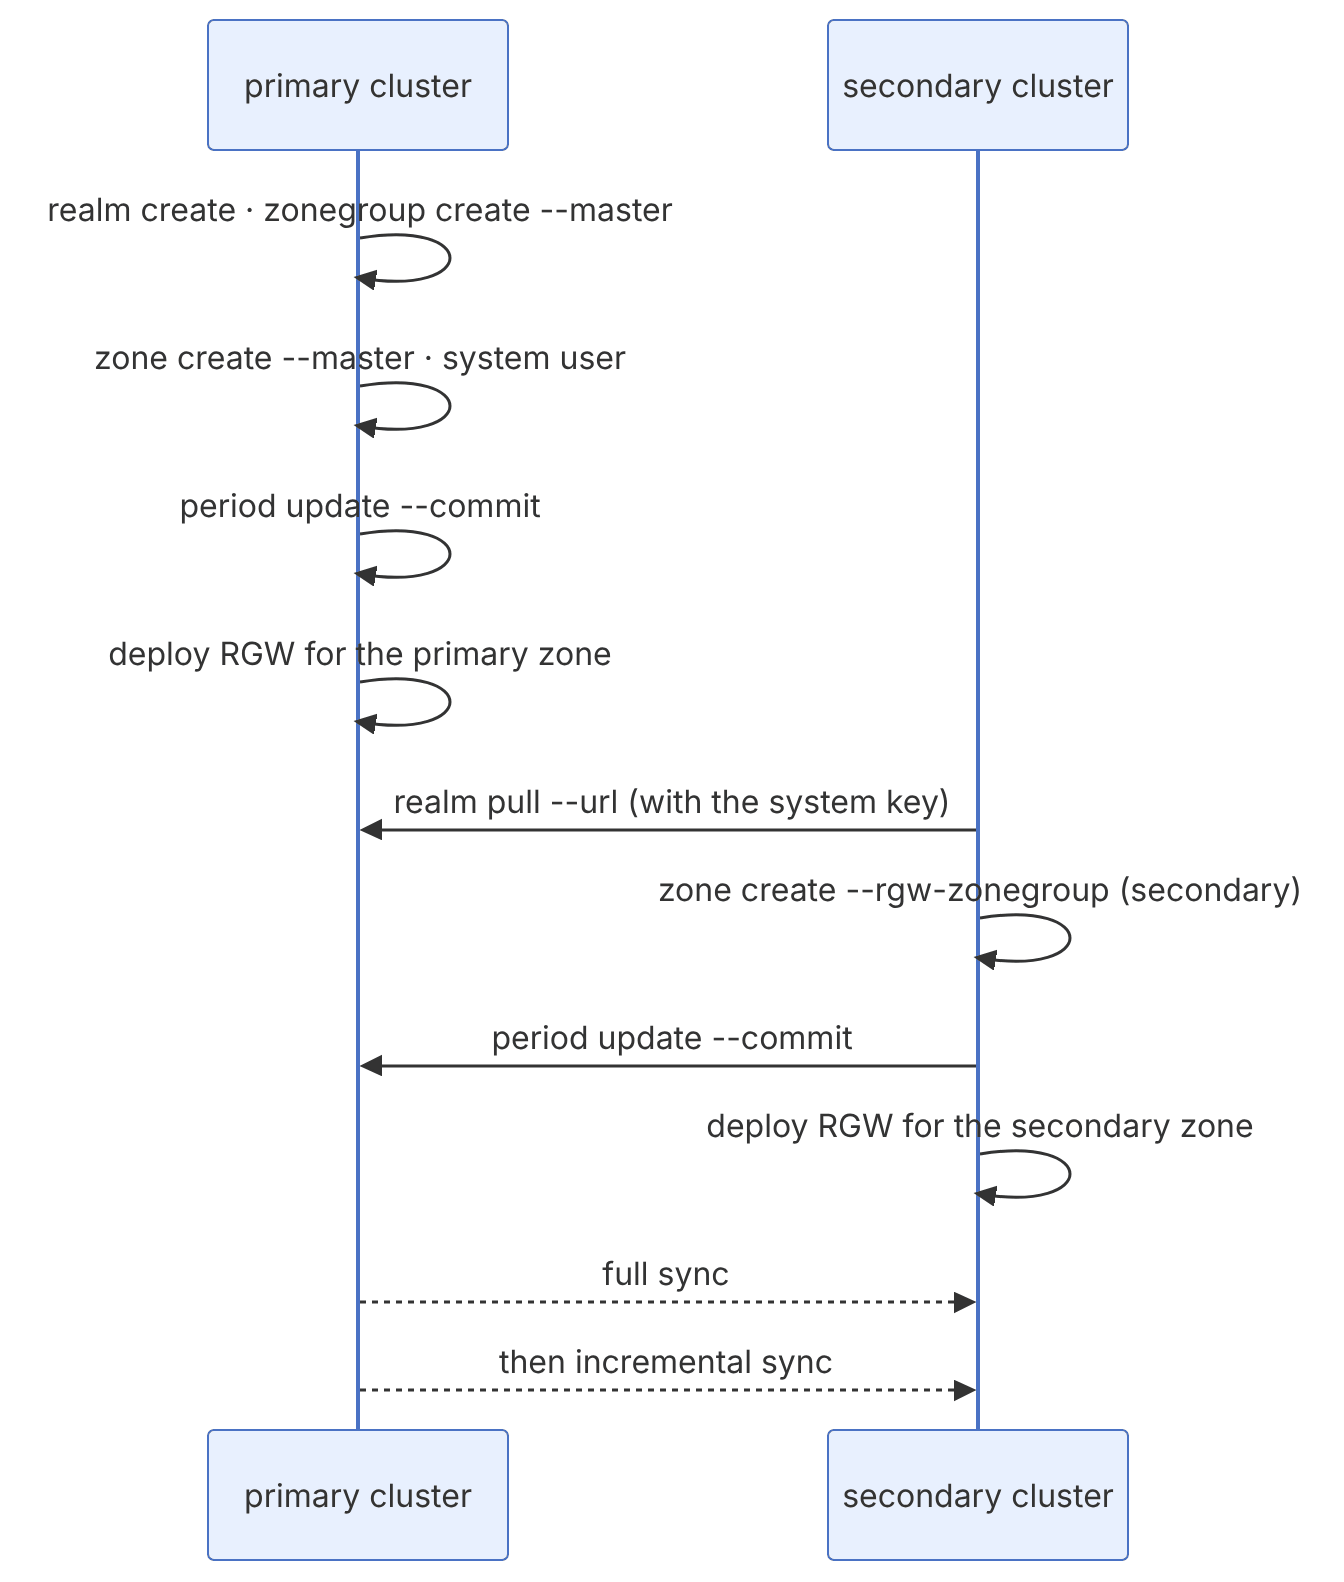 primary cluster
secondary cluster
realm create · zonegroup create --master
zone create --master · system user
period update --commit
deploy RGW for the primary zone
realm pull --url (with the system key)
zone create --rgw-zonegroup (secondary)
period update --commit
deploy RGW for the secondary zone
full sync
then incremental sync
primary cluster
secondary cluster